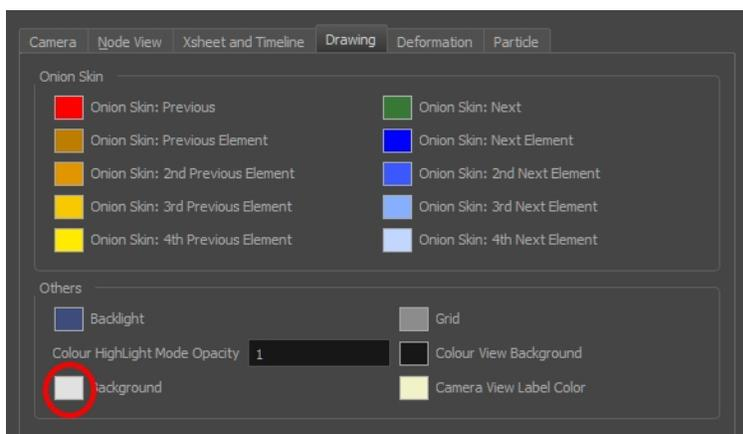 Camera Node View Xsheet and Timeline Drawing Deformation Particle
Onion Skin
Onion Skin: Previous Onion Skin: Next
Onion Skin: Previous Element Onion Skin: Next Element
Onion Skin: 2nd Previous Element Onion Skin: 2nd Next Element
Onion Skin: 3rd Previous Element Onion Skin: 3rd Next Element
Onion Skin: 4th Previous Element Onion Skin: 4th Next Element
Others
Backlight Grid
Colour HighLight Mode Opacity 1 Colour View Background
Background Camera View Label Color